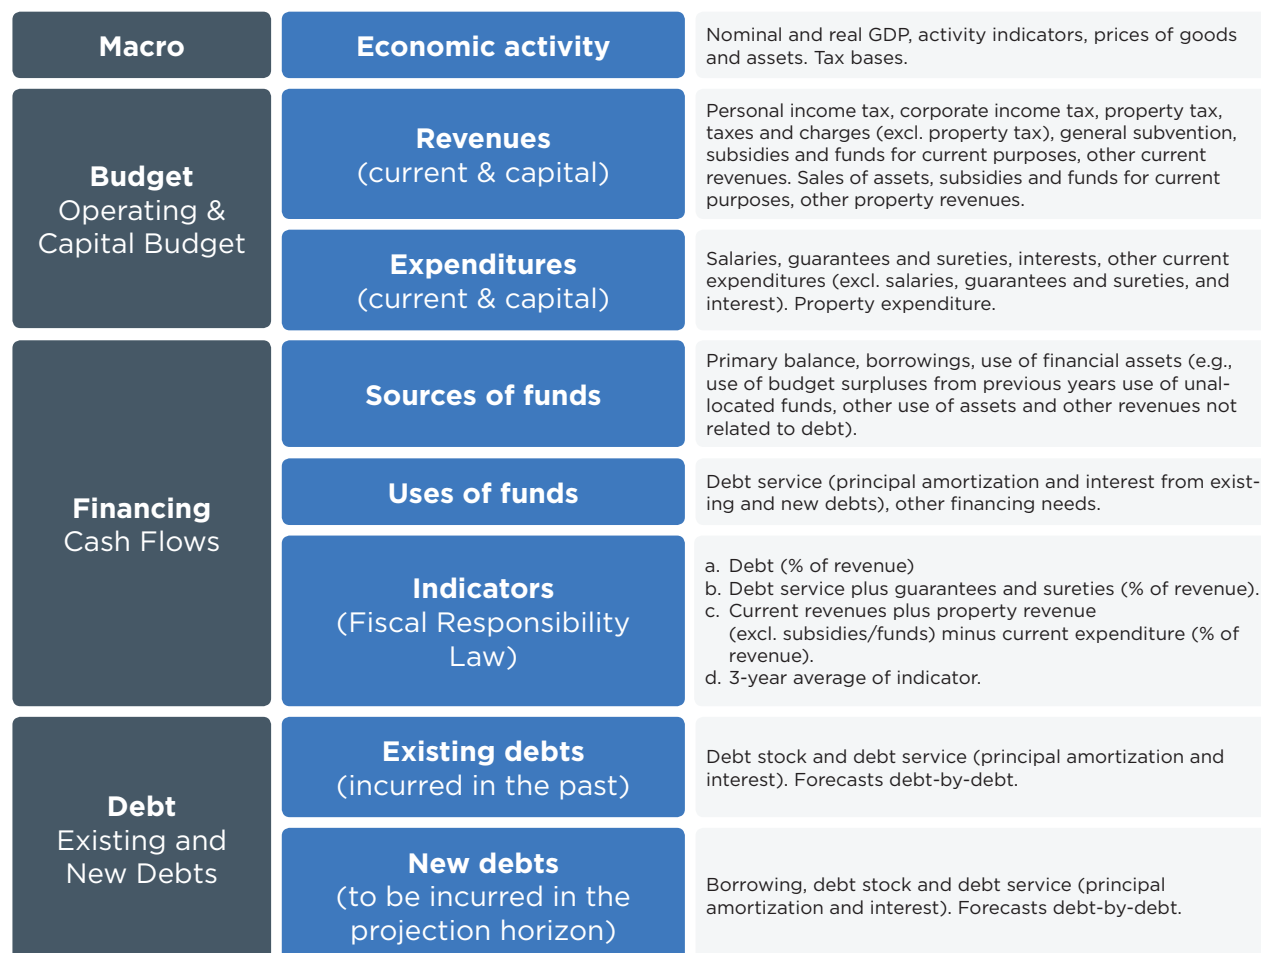 Macro
Economic activity
Nominal and real GDP, activity indicators, prices of goods
and assets. Tax bases.
Budget
Operating &
Capital Budget
Revenues
(current & capital)
Personal income tax, corporate income tax, property tax,
taxes and charges (excl. property tax), general subvention,
subsidies and funds for current purposes, other current
revenues. Sales of assets, subsidies and funds for current
purposes, other property revenues.
Expenditures
(current & capital)
Salaries, guarantees and sureties, interests, other current
expenditures (excl. salaries, guarantees and sureties, and
interest). Property expenditure.
Financing
Cash Flows
Sources of funds
Primary balance, borrowings, use of financial assets (e.g.,
use of budget surpluses from previous years use of unal-
located funds, other use of assets and other revenues not
related to debt).
Uses of funds
Debt service (principal amortization and interest from exist-
ing and new debts), other financing needs.
Indicators
(Fiscal Responsibility
Law)
a. Debt (% of revenue)
b. Debt service plus guarantees and sureties (% of revenue).
c. Current revenues plus property revenue
(excl. subsidies/funds) minus current expenditure (% of
revenue).
d. 3-year average of indicator.
Debt
Existing and
New Debts
Existing debts
(incurred in the past)
Debt stock and debt service (principal amortization and
interest). Forecasts debt-by-debt.
New debts
(to be incurred in the
projection horizon)
Borrowing, debt stock and debt service (principal
amortization and interest). Forecasts debt-by-debt.